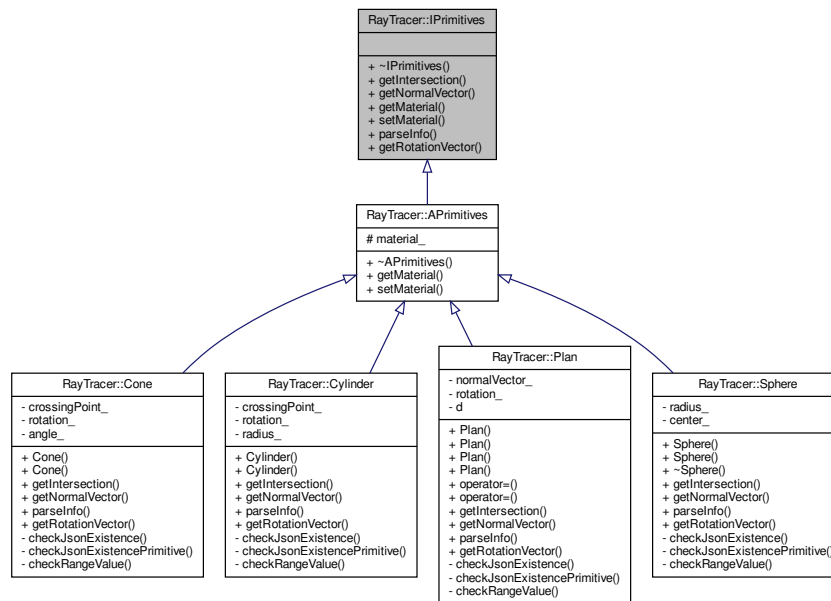 RayTracer::IPrimitives
+ ~IPrimitives()
+ getIntersection()
+ getNormalVector()
+ getMaterial()
+ setMaterial()
+ parseInfo()
+ getRotationVector()
RayTracer::APrimitives
# material_
+ ~APrimitives()
+ getMaterial()
+ setMaterial()
RayTracer::Cone
- crossingPoint_
- rotation_
- angle_
+ Cone()
+ Cone()
+ getIntersection()
+ getNormalVector()
+ parseInfo()
+ getRotationVector()
- checkJsonExistence()
- checkJsonExistencePrimitive()
- checkRangeValue()
RayTracer::Cylinder
- crossingPoint_
- rotation_
- radius_
+ Cylinder()
+ Cylinder()
+ getIntersection()
+ getNormalVector()
+ parseInfo()
+ getRotationVector()
- checkJsonExistence()
- checkJsonExistencePrimitive()
- checkRangeValue()
RayTracer::Plan
- normalVector_
- rotation_
- d
+ Plan()
+ Plan()
+ Plan()
+ Plan()
+ operator=()
+ operator=()
+ getIntersection()
+ getNormalVector()
+ parseInfo()
+ getRotationVector()
- checkJsonExistence()
- checkJsonExistencePrimitive()
- checkRangeValue()
RayTracer::Sphere
- radius_
- center_
+ Sphere()
+ Sphere()
+ ~Sphere()
+ getIntersection()
+ getNormalVector()
+ parseInfo()
+ getRotationVector()
- checkJsonExistence()
- checkJsonExistencePrimitive()
- checkRangeValue()